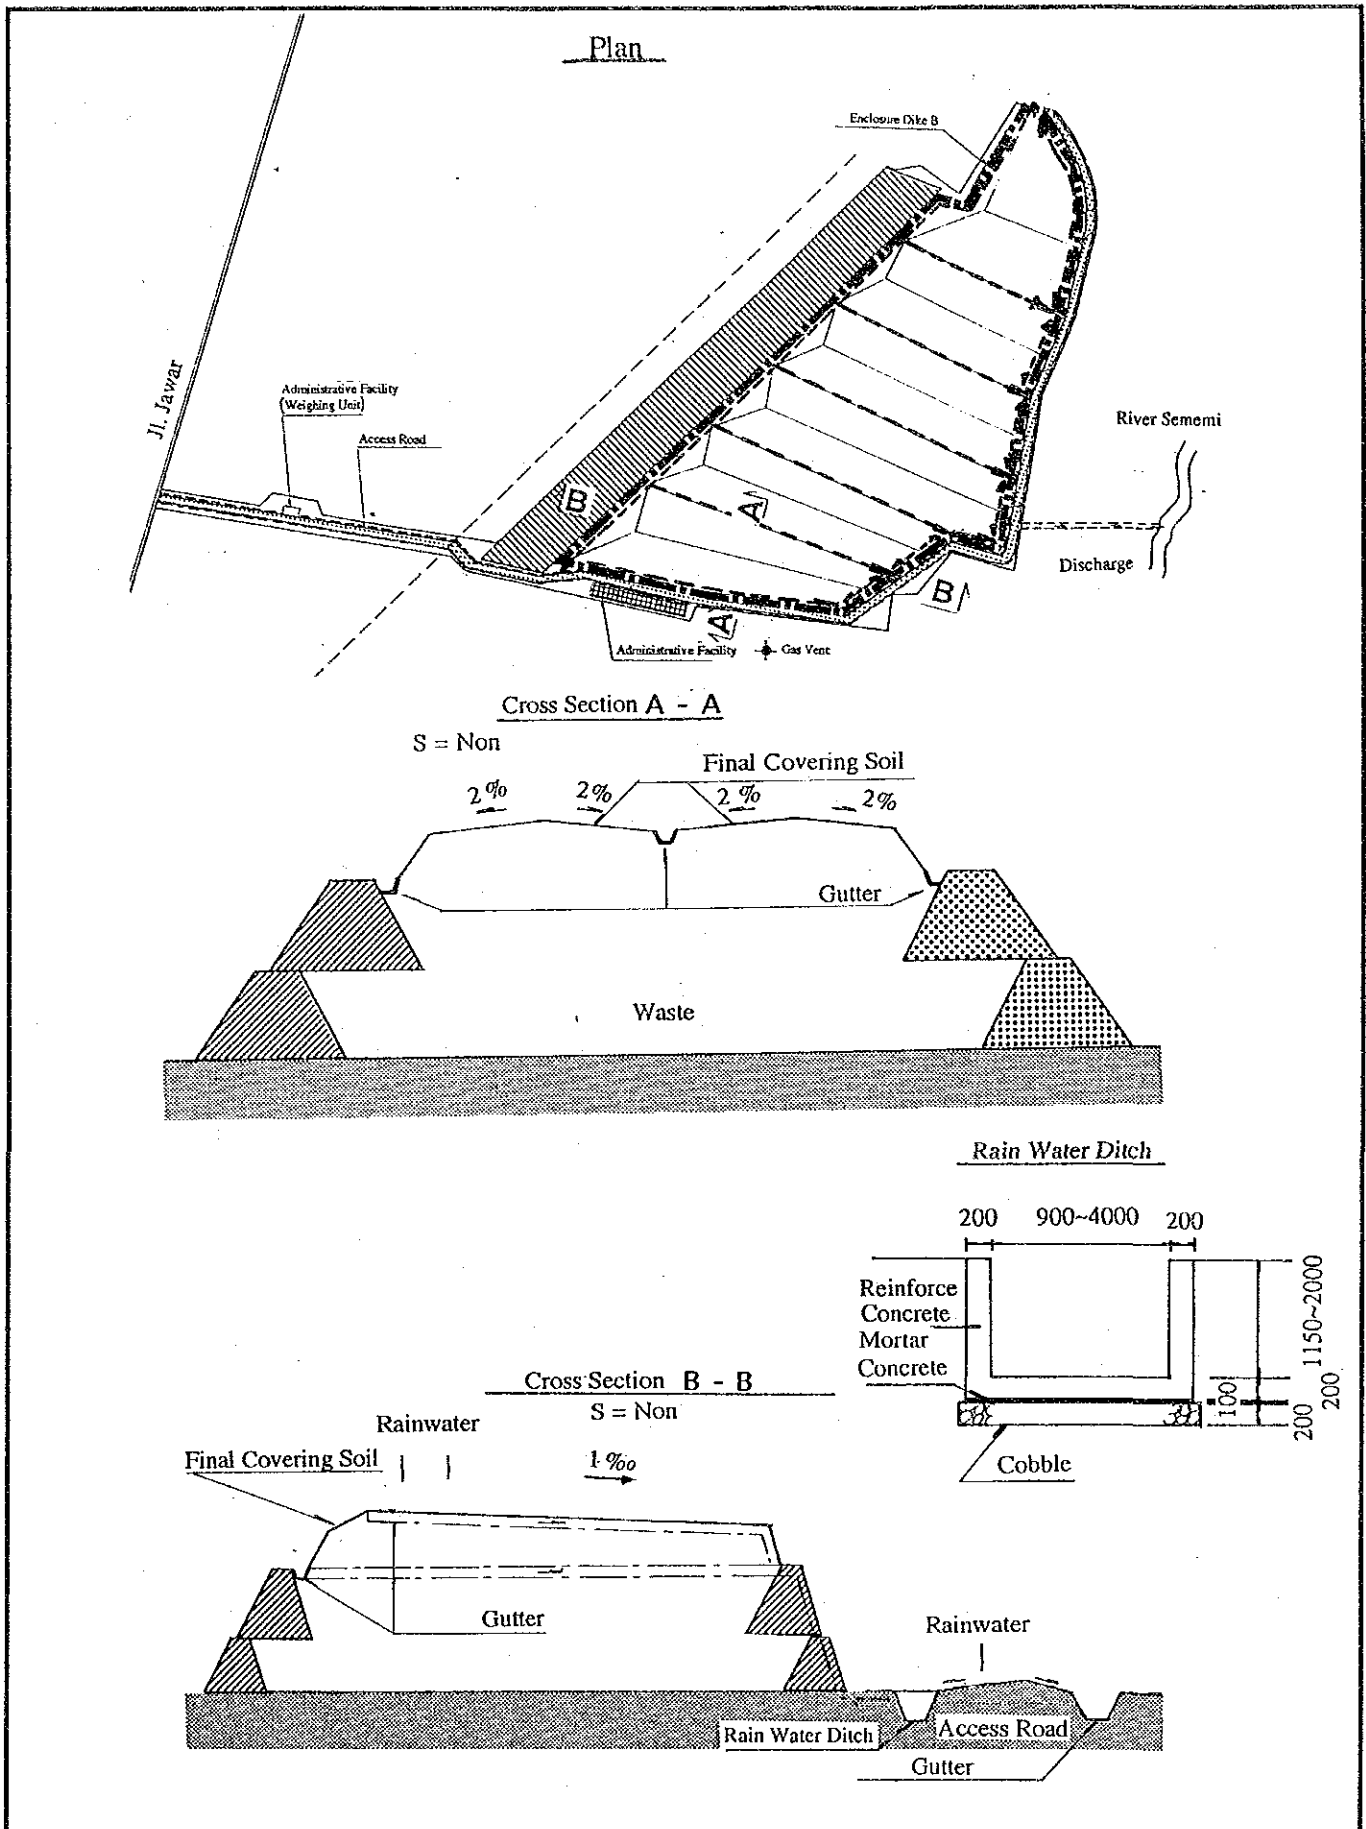 Plan
Enclosure Dike B
Jl. Jawar
Administrative Facility
(Weighing Unit)
Access Road
River Sememi
B
A
Discharge
B
A
Administrative Facility
Gas Vent
Cross Section A - A
S = Non
Final Covering Soil
2% 2% 2% 2%
Gutter
Waste
Rain Water Ditch
200 900~4000 200
Reinforce
Concrete
Mortar
Concrete
1150~2000
200
100
200
Cobble
Cross Section B - B
S = Non
Rainwater
Final Covering Soil
1‰
Gutter
Rainwater
Rain Water Ditch
Access Road
Gutter